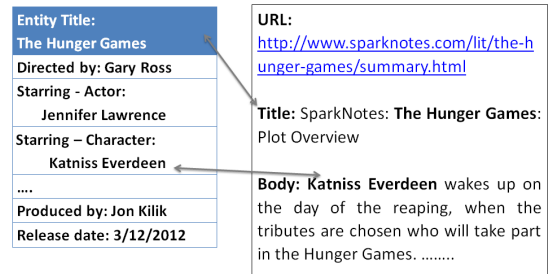 Entity Title:
The Hunger Games
Directed by: Gary Ross
Starring - Actor:
Jennifer Lawrence
Starring – Character:
Katniss Everdeen
....
Produced by: Jon Kilik
Release date: 3/12/2012
URL:
http://www.sparknotes.com/lit/the-h
unger-games/summary.html
Title: SparkNotes: The Hunger Games:
Plot Overview
Body: Katniss Everdeen wakes up on
the day of the reaping, when the
tributes are chosen who will take part
in the Hunger Games. ........